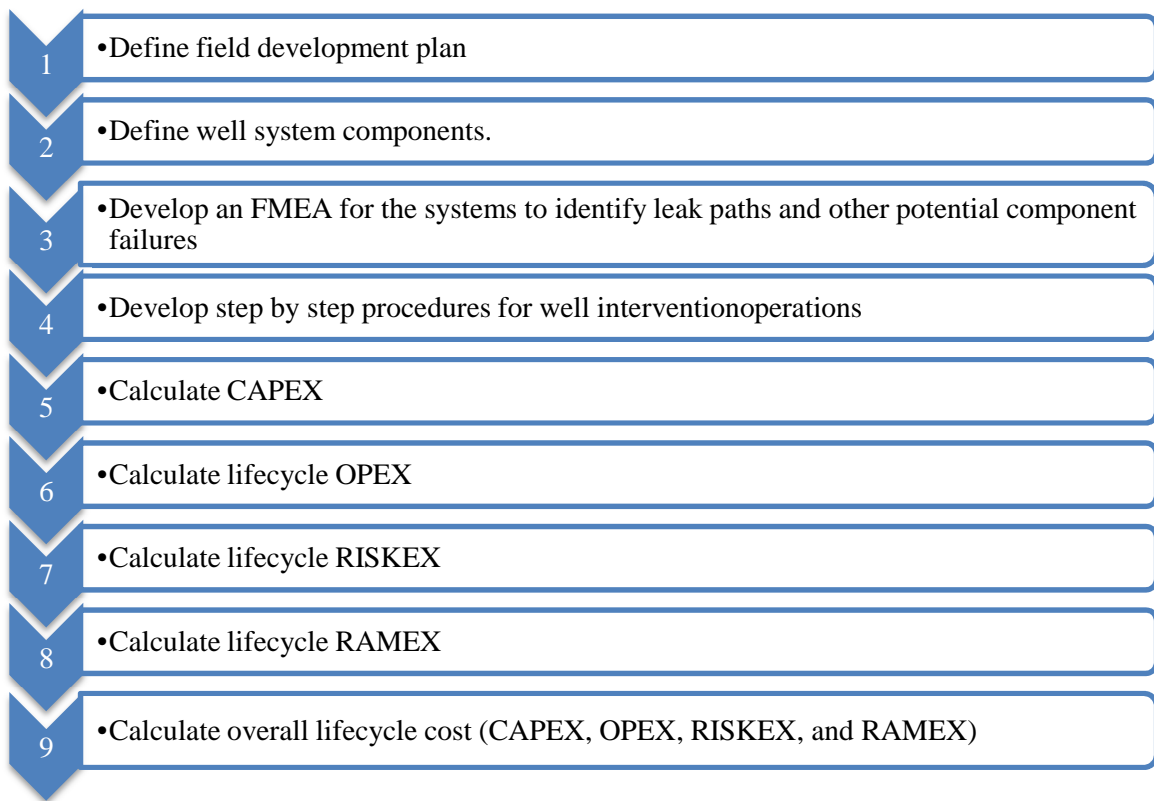 1
•Define field development plan
2
•Define well system components.
3
•Develop an FMEA for the systems to identify leak paths and other potential component
failures
4
•Develop step by step procedures for well interventionoperations
5
•Calculate CAPEX
6
•Calculate lifecycle OPEX
7
•Calculate lifecycle RISKEX
8
•Calculate lifecycle RAMEX
9
•Calculate overall lifecycle cost (CAPEX, OPEX, RISKEX, and RAMEX)